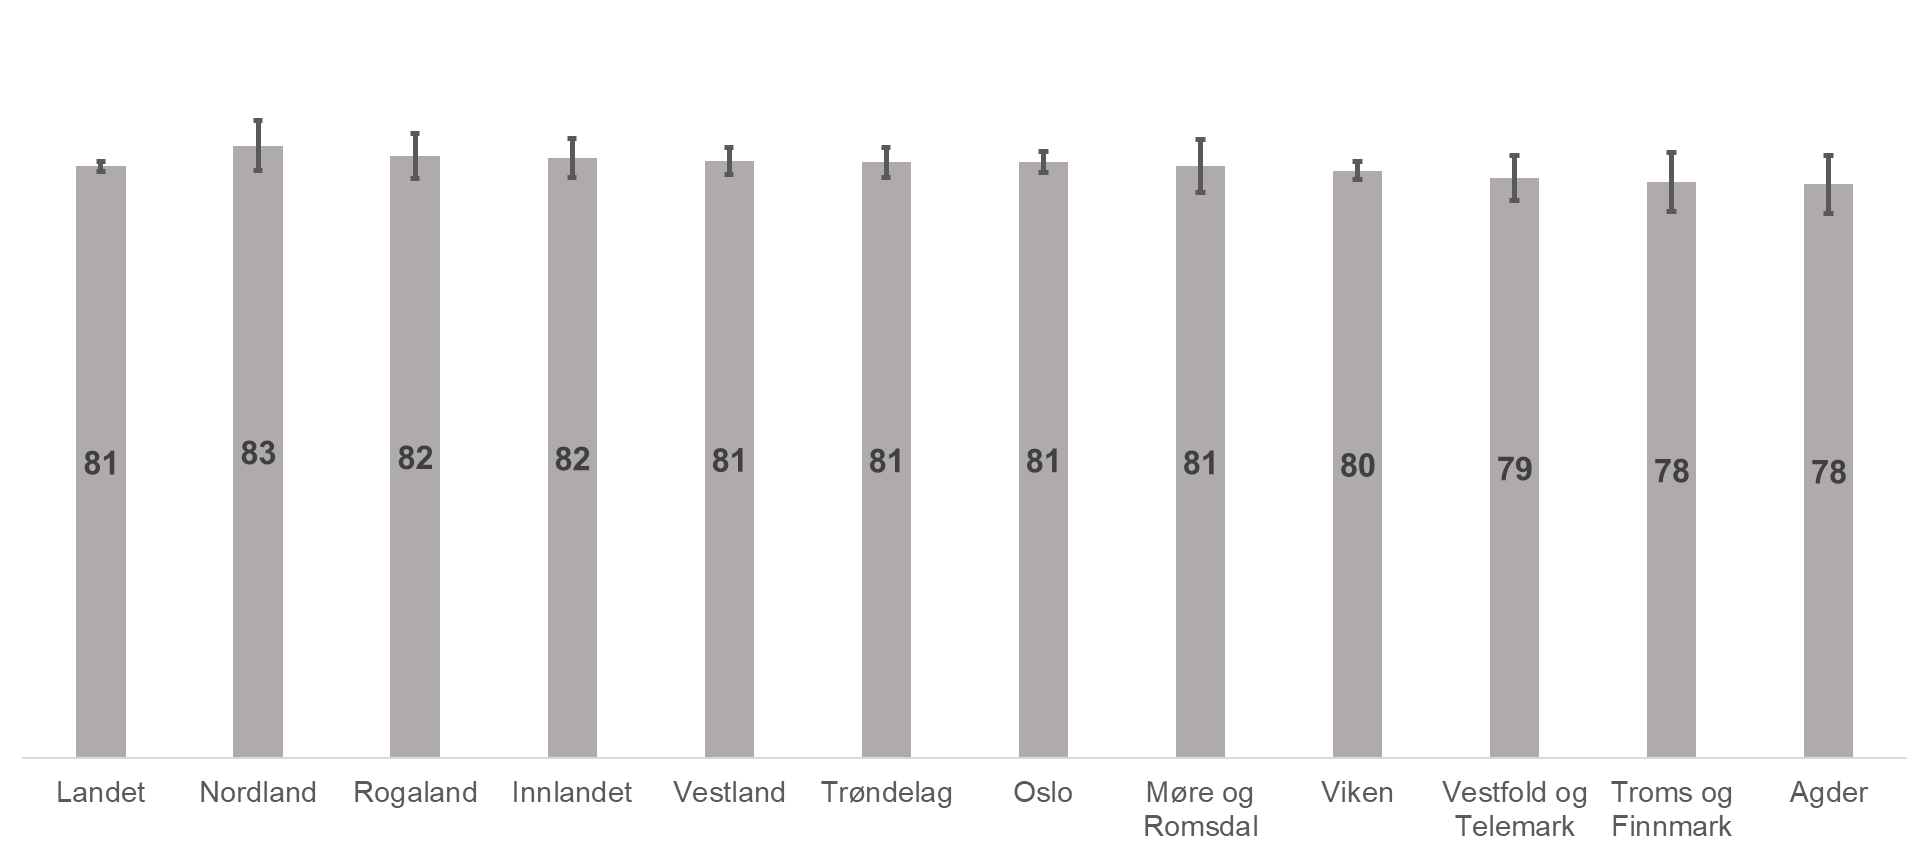 81
83
82
82
81
81
81
81
80
79
78
78
Landet
Nordland
Rogaland
Innlandet
Vestland
Trøndelag
Oslo
Møre og
Romsdal
Viken
Vestfold og
Telemark
Troms og
Finnmark
Agder